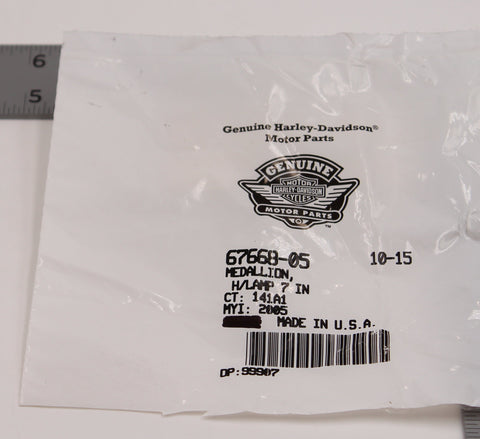 6
5
Genuine Harley-Davidson®
Motor Parts
GENUINE
MOTOR
HARLEY-DAVIDSON
CYCLES
MOTOR PARTS
™
67668-05 10-15
MEDALLION,
H/LAMP 7 IN
CT: 141A1
MYI: 2005
MADE IN U.S.A.
DP:99907